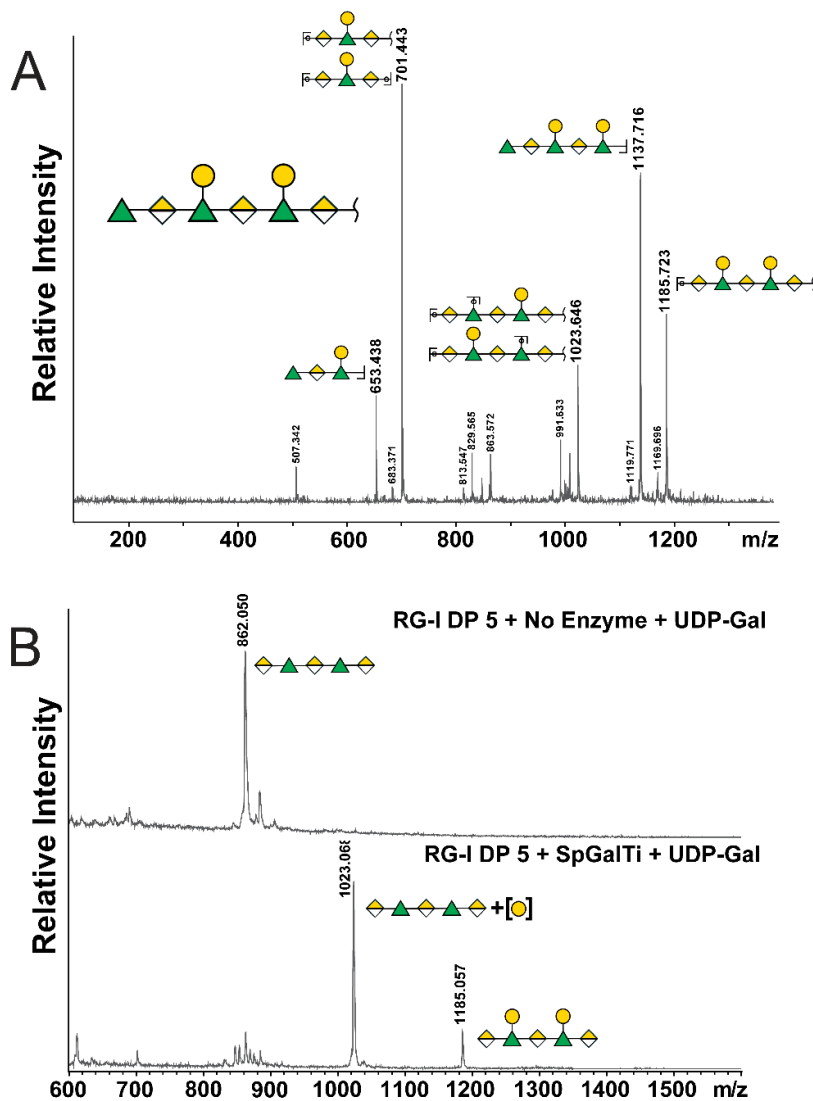 A
Relative Intensity
701.443
1137.716
1185.723
1023.646
653.438
507.342
683.371
813.547
829.565
863.572
991.633
1119.771
1169.696
200 400 600 800 1000 1200 m/z
B
Relative Intensity
862.050
RG-I DP 5 + No Enzyme + UDP-Gal
RG-I DP 5 + SpGalTi + UDP-Gal
1023.068
+[ ]
1185.057
600 700 800 900 1000 1100 1200 1300 1400 1500 m/z